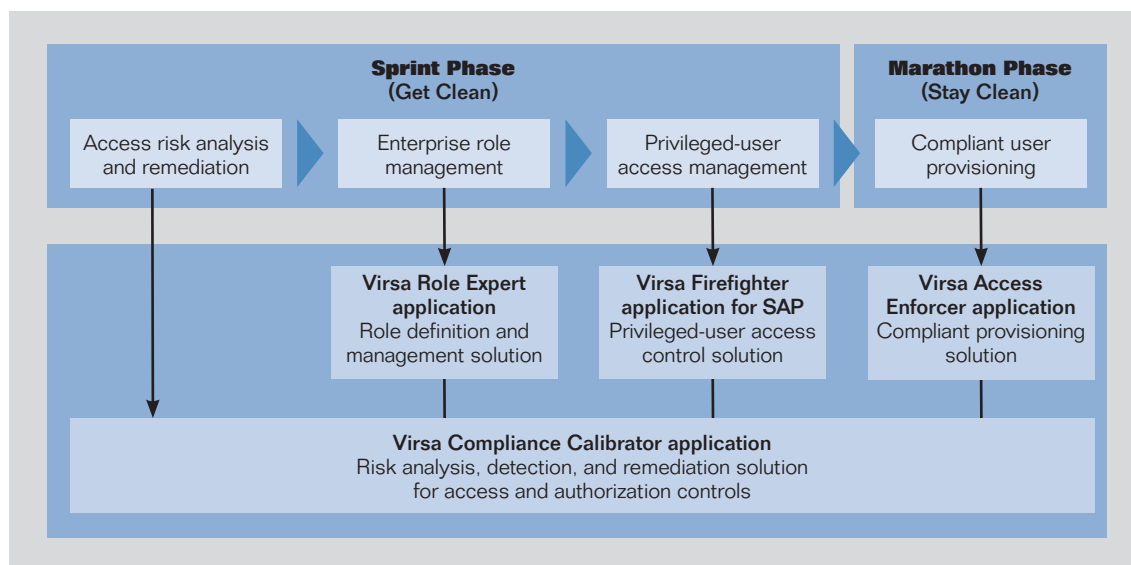 Sprint Phase
(Get Clean)
Marathon Phase
(Stay Clean)
Access risk analysis
and remediation
Enterprise role
management
Privileged-user
access management
Compliant user
provisioning
Virsa Role Expert
application
Role definition and
management solution
Virsa Firefighter
application for SAP
Privileged-user access
control solution
Virsa Access
Enforcer application
Compliant provisioning
solution
Virsa Compliance Calibrator application
Risk analysis, detection, and remediation solution
for access and authorization controls